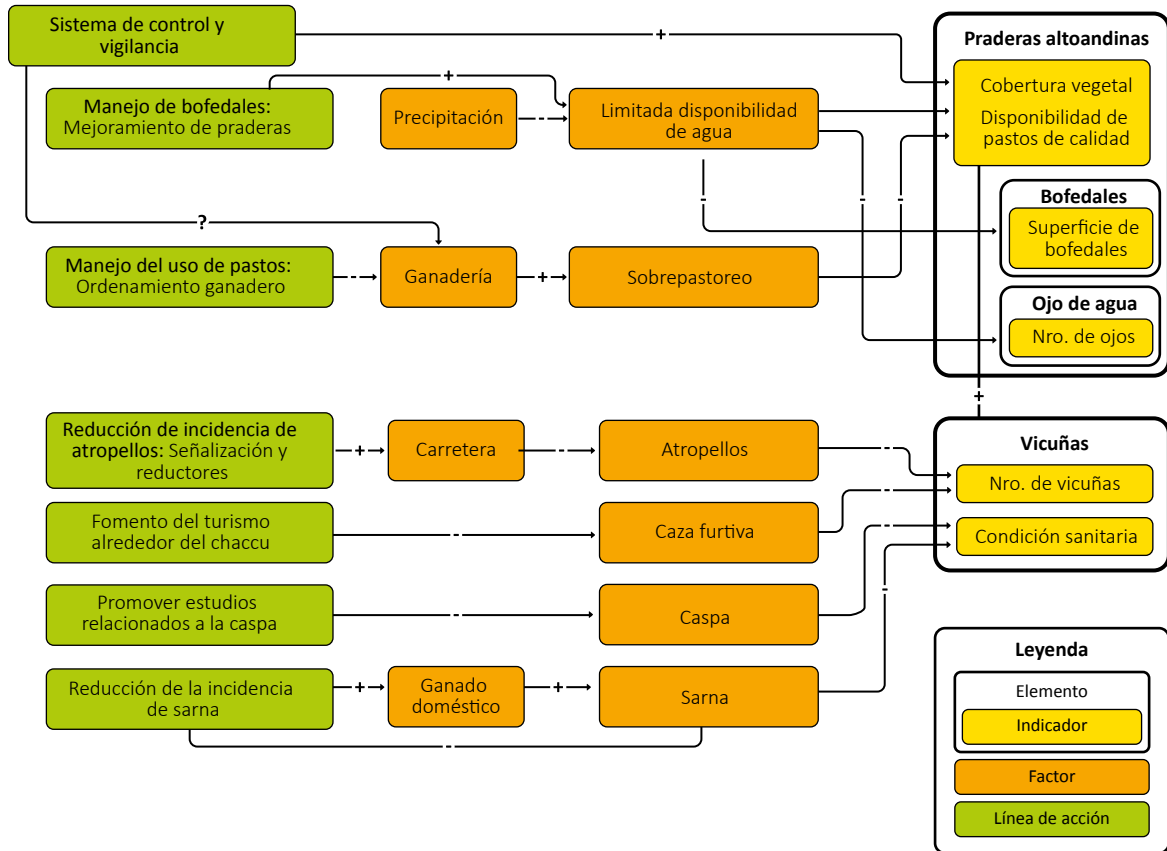 Sistema de control y
vigilancia
+
Praderas altoandinas
Cobertura vegetal
Disponibilidad de
pastos de calidad
+
Manejo de bofedales:
Mejoramiento de praderas
Precipitación
-
Limitada disponibilidad
de agua
-
-
-
-
Bofedales
Superficie de
bofedales
?
Manejo del uso de pastos:
Ordenamiento ganadero
-
Ganadería
+
Sobrepastoreo
-
Ojo de agua
Nro. de ojos
+
Reducción de incidencia de
atropellos: Señalización y
reductores
+
Carretera
-
Atropellos
-
Vicuñas
Nro. de vicuñas
Fomento del turismo
alrededor del chaccu
-
Caza furtiva
-
Condición sanitaria
Promover estudios
relacionados a la caspa
-
Caspa
-
Reducción de la incidencia
de sarna
+
Ganado
doméstico
+
Sarna
-
-
Leyenda
Elemento
Indicador
Factor
Línea de acción